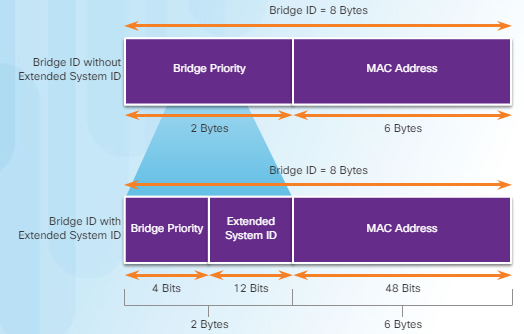 Bridge ID = 8 Bytes
Bridge ID without
Extended System ID
Bridge Priority
MAC Address
2 Bytes
6 Bytes
Bridge ID = 8 Bytes
Bridge ID with
Extended System ID
Bridge Priority
Extended
System ID
MAC Address
4 Bits
12 Bits
48 Bits
2 Bytes
6 Bytes